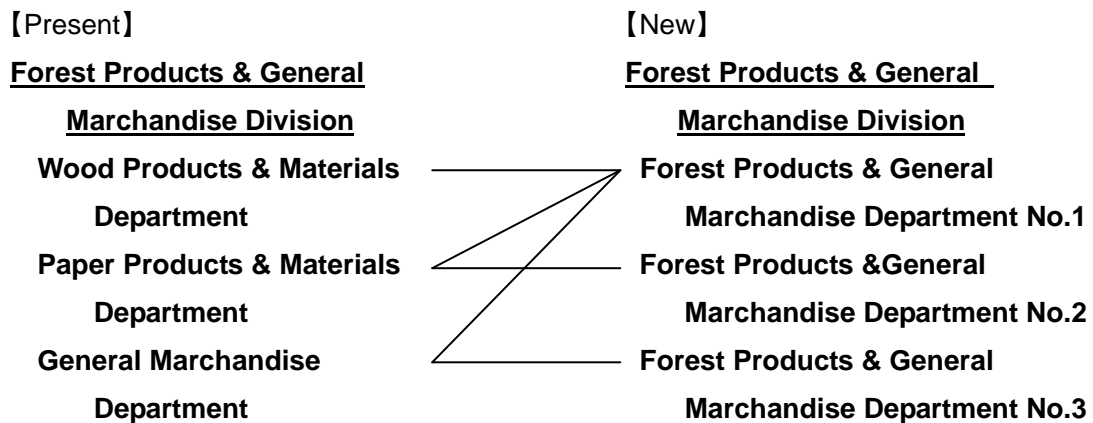 【Present】
Forest Products & General
Marchandise Division
Wood Products & Materials
Department
Paper Products & Materials
Department
General Marchandise
Department
【New】
Forest Products & General
Marchandise Division
Forest Products & General
Marchandise Department No.1
Forest Products &General
Marchandise Department No.2
Forest Products & General
Marchandise Department No.3